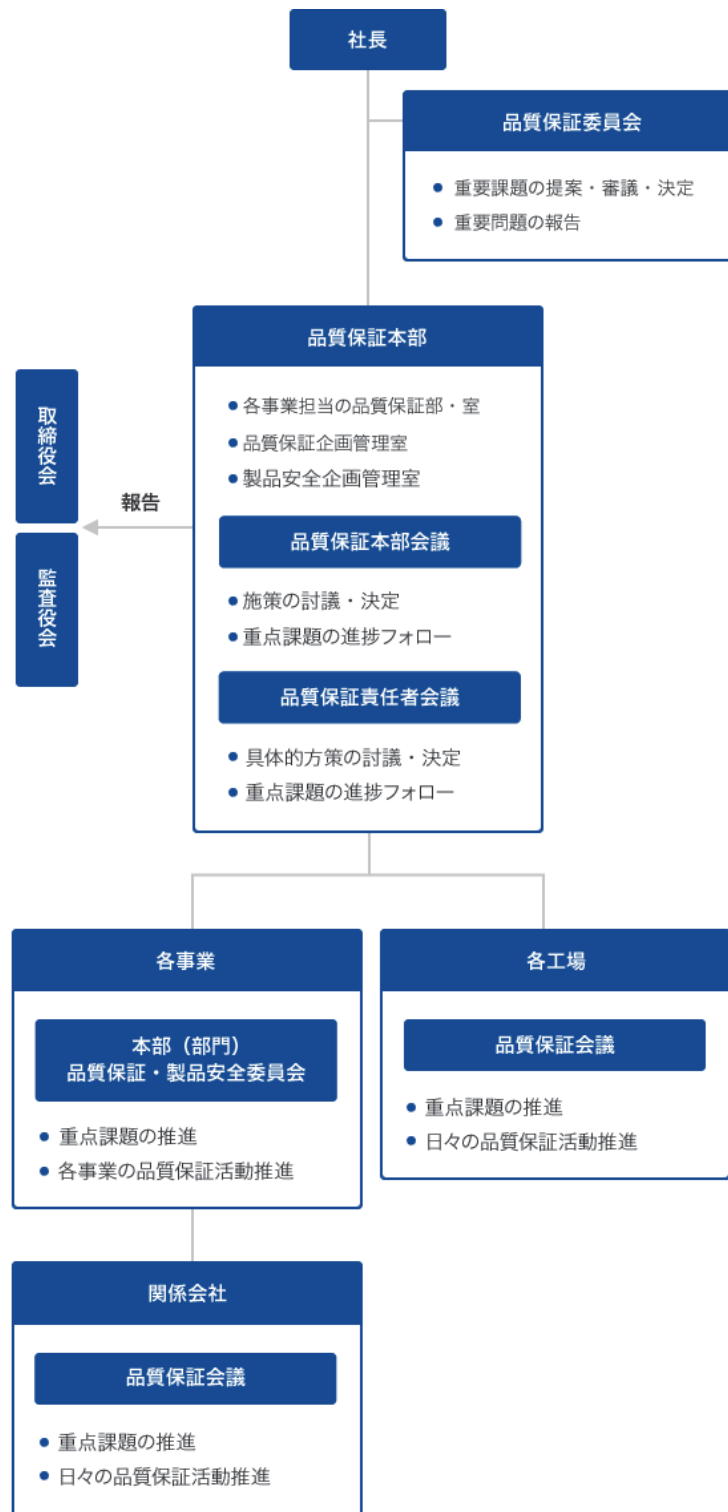 社長
品質保証委員会
● 重要課題の提案・審議・決定
● 重要問題の報告
品質保証本部
● 各事業担当の品質保証部・室
● 品質保証企画管理室
● 製品安全企画管理室
品質保証本部会議
● 施策の討議・決定
● 重点課題の進捗フォロー
品質保証責任者会議
● 具体的方策の討議・決定
● 重点課題の進捗フォロー
報告
取締役会
監査役会
各事業
本部（部門）
品質保証・製品安全委員会
● 重点課題の推進
● 各事業の品質保証活動推進
各工場
品質保証会議
● 重点課題の推進
● 日々の品質保証活動推進
関係会社
品質保証会議
● 重点課題の推進
● 日々の品質保証活動推進